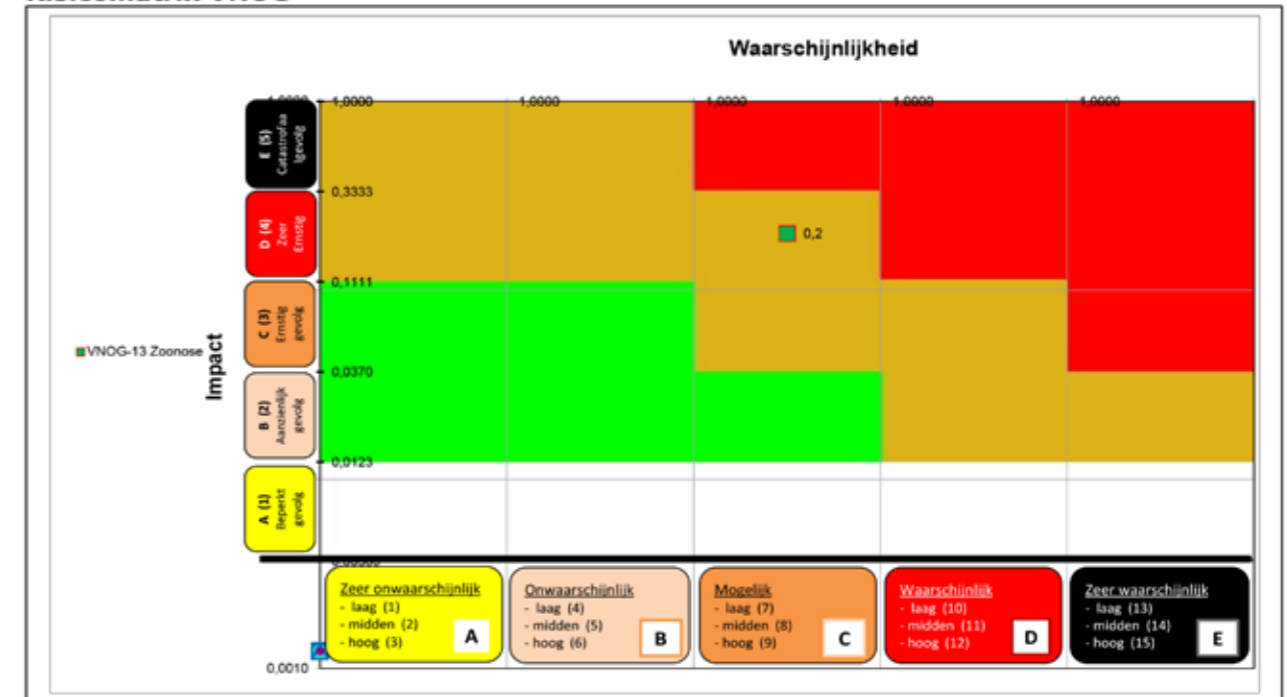 Waarschijnlijkheid
1,0000
1,0000
1,0000
1,0000
1,0000
E (5)
Catastrofaa
lgevolg
0,3333
D (4)
Zeer
Ernstig
0,2
0,1111
C (3)
Ernstig
gevolg
VNOG-13 Zoonose
Impact
0,0370
B (2)
Aanzienlijk
gevolg
0,0123
A (1)
Beperkt
gevolg
Zeer onwaarschijnlijk
- laag (1)
- midden (2)
- hoog (3)
A
Onwaarschijnlijk
- laag (4)
- midden (5)
- hoog (6)
B
Mogelijk
- laag (7)
- midden (8)
- hoog (9)
C
Waarschijnlijk
- laag (10)
- midden (11)
- hoog (12)
D
Zeer waarschijnlijk
- laag (13)
- midden (14)
- hoog (15)
E
0,0010